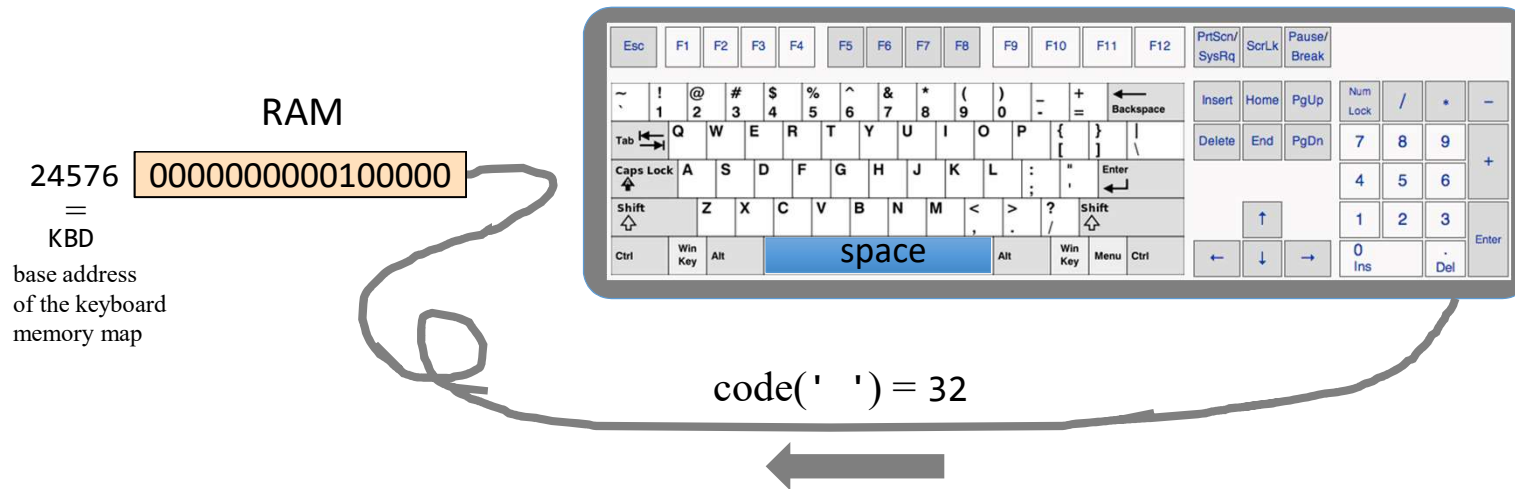 RAM
24576 0000000000100000
=
KBD
base address
of the keyboard
memory map
Esc F1 F2 F3 F4 F5 F6 F7 F8 F9 F10 F11 F12 PrtScn/ SysRq ScrLk Pause/ Break
~ ` ! 1 @ 2 # 3 $ 4 % 5 ^ 6 & 7 * 8 ( 9 ) 0 _ - + = Backspace Insert Home PgUp Num Lock / * −
Tab Q W E R T Y U I O P { [ } ] | \ Delete End PgDn 7 8 9 +
Caps Lock A S D F G H J K L : ; " ' Enter 4 5 6
Shift Z X C V B N M < , > . ? / Shift ↑ 1 2 3 Enter
Ctrl Win Key Alt space Alt Win Key Menu Ctrl ← ↓ → 0 Ins . Del
code(' ') = 32